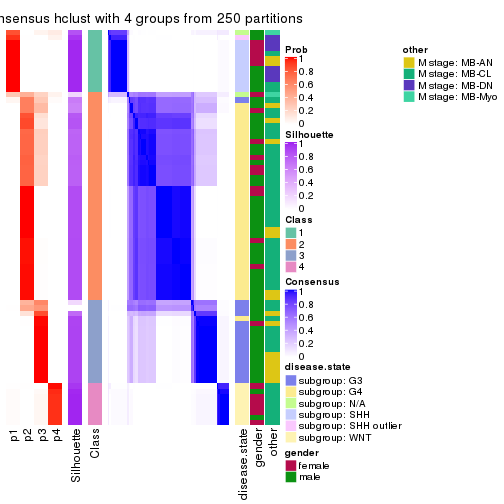 nsensus hclust with 4 groups from 250 partitions
Prob
1
0.8
0.6
0.4
0.2
0
Silhouette
1
0.8
0.6
0.4
0.2
0
Class
1
2
3
4
Consensus
1
0.8
0.6
0.4
0.2
0
disease.state
subgroup: G3
subgroup: G4
subgroup: N/A
subgroup: SHH
subgroup: SHH outlier
subgroup: WNT
gender
female
male
other
M stage: MB-AN
M stage: MB-CL
M stage: MB-DN
M stage: MB-Myo
p1
p2
p3
p4
Silhouette
Class
disease.state
gender
other